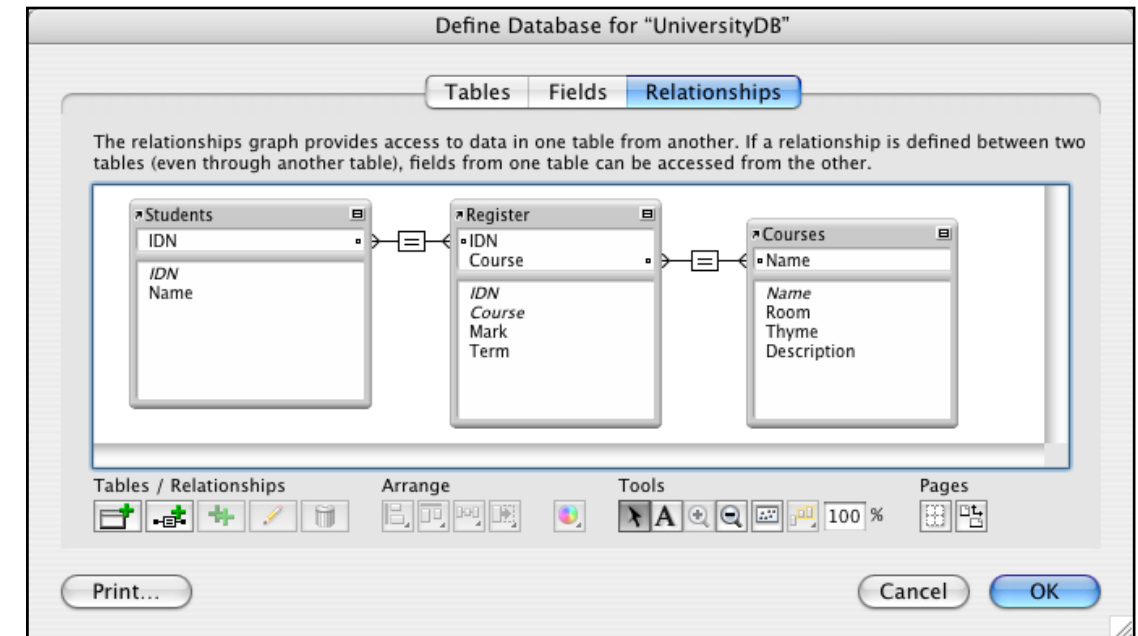 Define Database for “UniversityDB”
Tables Fields Relationships
The relationships graph provides access to data in one table from another. If a relationship is defined between two
tables (even through another table), fields from one table can be accessed from the other.
Students
IDN
IDN
Name
Register
IDN
Course
IDN
Course
Mark
Term
Courses
Name
Name
Room
Thyme
Description
Tables / Relationships Arrange Tools Pages
A 100 %
Print... Cancel OK